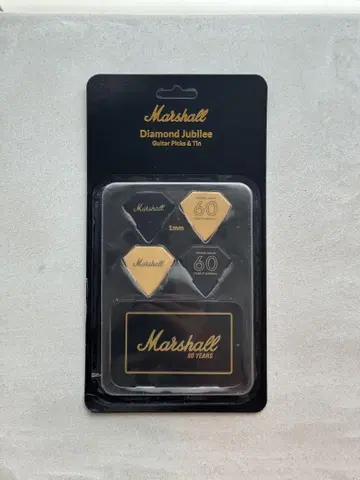 Marshall
Diamond Jubilee
Guitar Picks & Tin
Marshall
60
1mm
Marshall
60
Marshall
60 YEARS